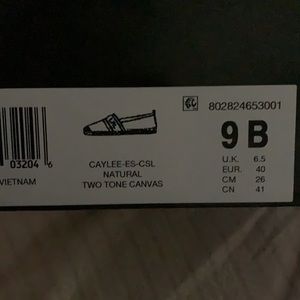 802824653001
9 B
U.K. 6.5
EUR. 40
CM 26
CN 41
CAYLEE-ES-CSL
NATURAL
TWO TONE CANVAS
03204 6
VIETNAM